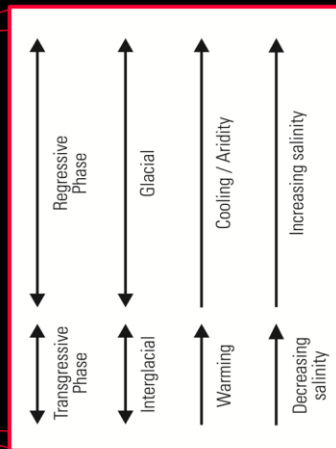 Regressive
Phase
Glacial
Cooling / Aridity
Increasing salinity
Transgressive
Phase
Interglacial
Warming
Decreasing
salinity